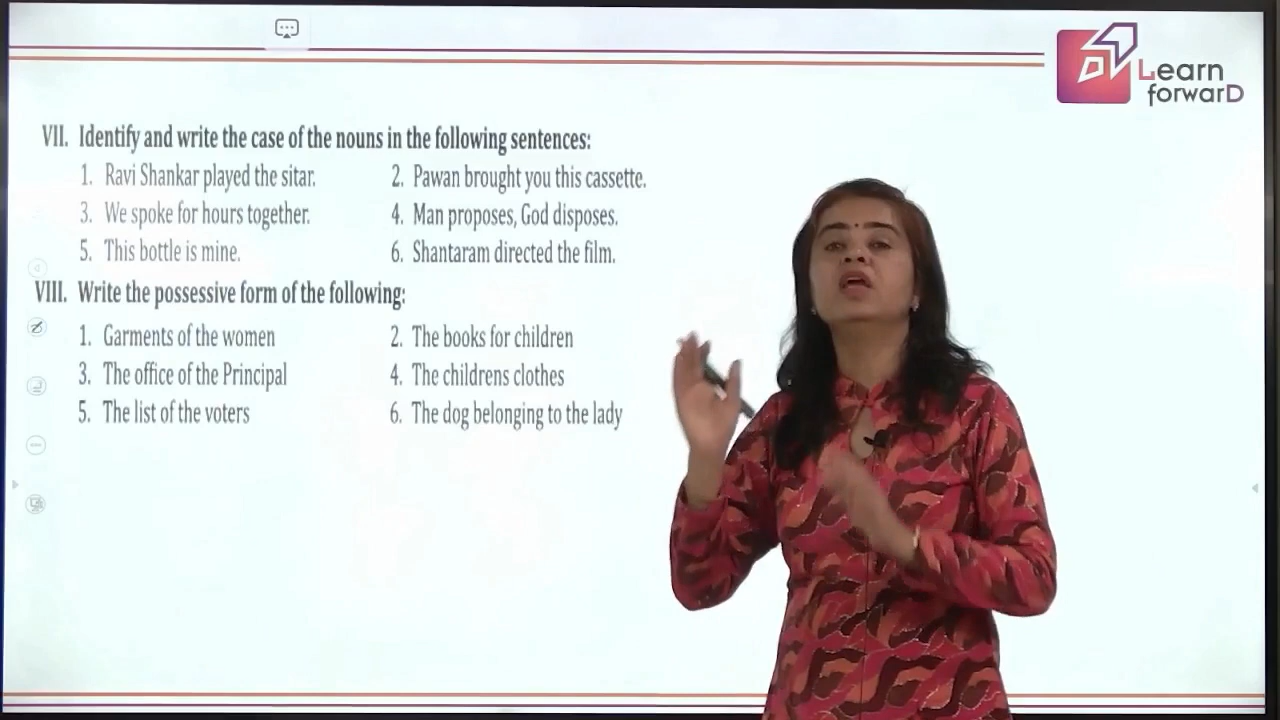 Learn
forwarD
VII. Identify and write the case of the nouns in the following sentences:
1. Ravi Shankar played the sitar. 2. Pawan brought you this cassette.
3. We spoke for hours together. 4. Man proposes, God disposes.
5. This bottle is mine. 6. Shantaram directed the film.
VIII. Write the possessive form of the following:
1. Garments of the women 2. The books for children
3. The office of the Principal 4. The childrens clothes
5. The list of the voters 6. The dog belonging to the lady